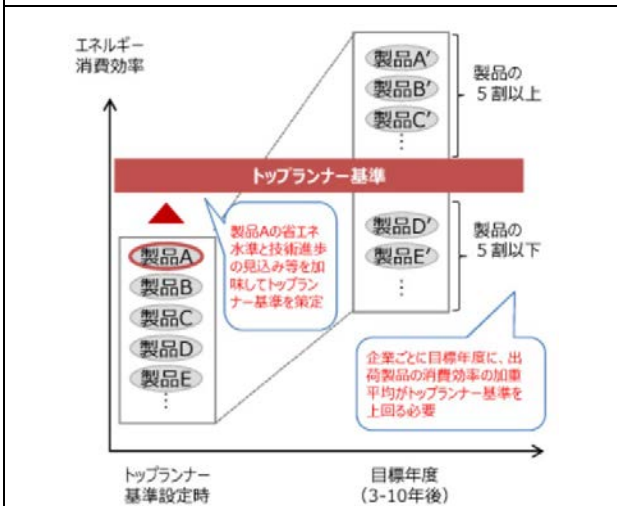 エネルギー
消費効率
製品A′
製品B′
製品C′
⋮
製品の
5割以上
トップランナー基準
製品A
製品B
製品C
製品D
製品E
⋮
製品Aの省エネ
水準と技術進歩
の見込み等を加
味してトップラン
ナー基準を策定
製品D′
製品E′
⋮
製品の
5割以下
企業ごとに目標年度に、出
荷製品の消費効率の加重
平均がトップランナー基準を
上回る必要
トップランナー
基準設定時
目標年度
(3-10年後)